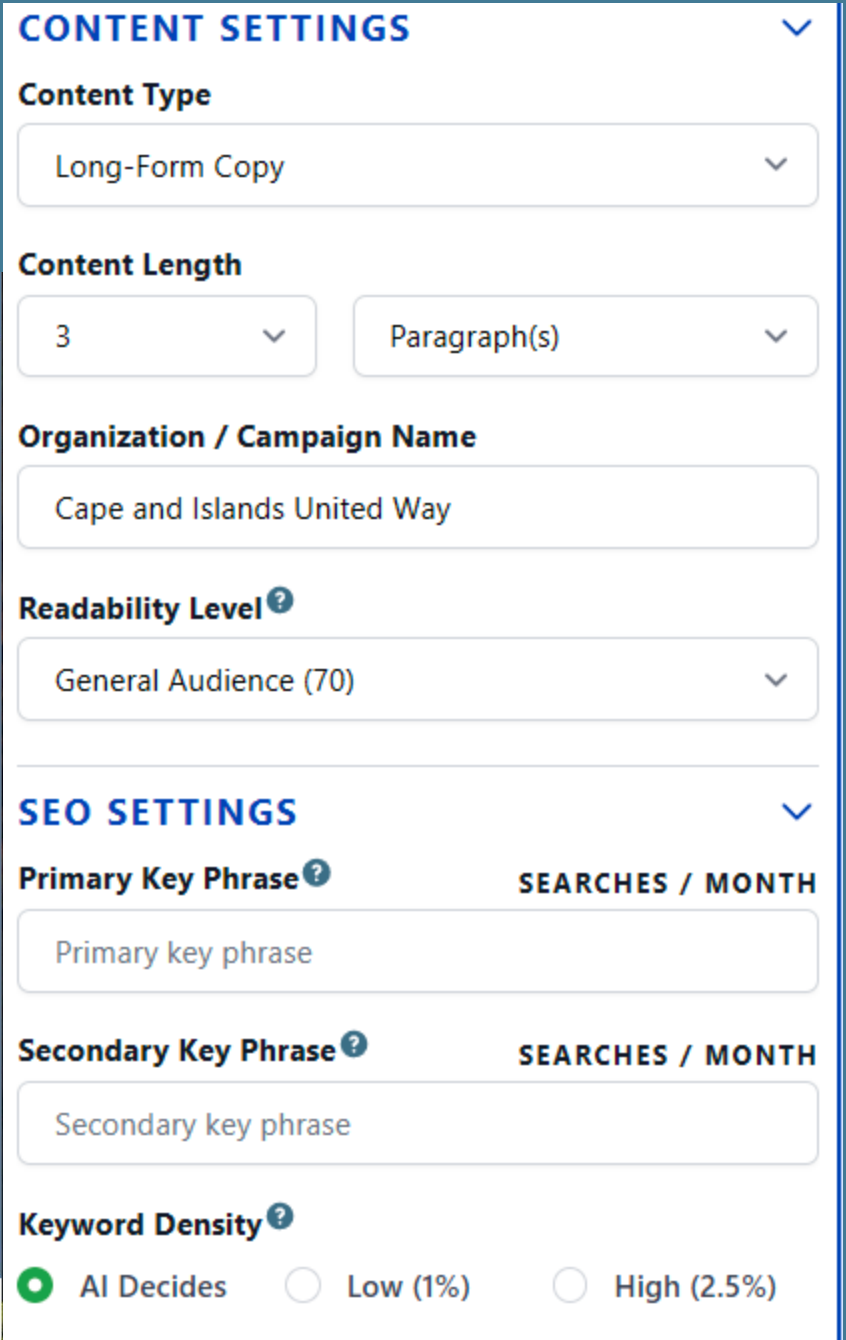 CONTENT SETTINGS
Content Type
Long-Form Copy
Content Length
3 Paragraph(s)
Organization / Campaign Name
Cape and Islands United Way
Readability Level ?
General Audience (70)
SEO SETTINGS
Primary Key Phrase ? SEARCHES / MONTH
Primary key phrase
Secondary Key Phrase ? SEARCHES / MONTH
Secondary key phrase
Keyword Density ?
AI Decides Low (1%) High (2.5%)